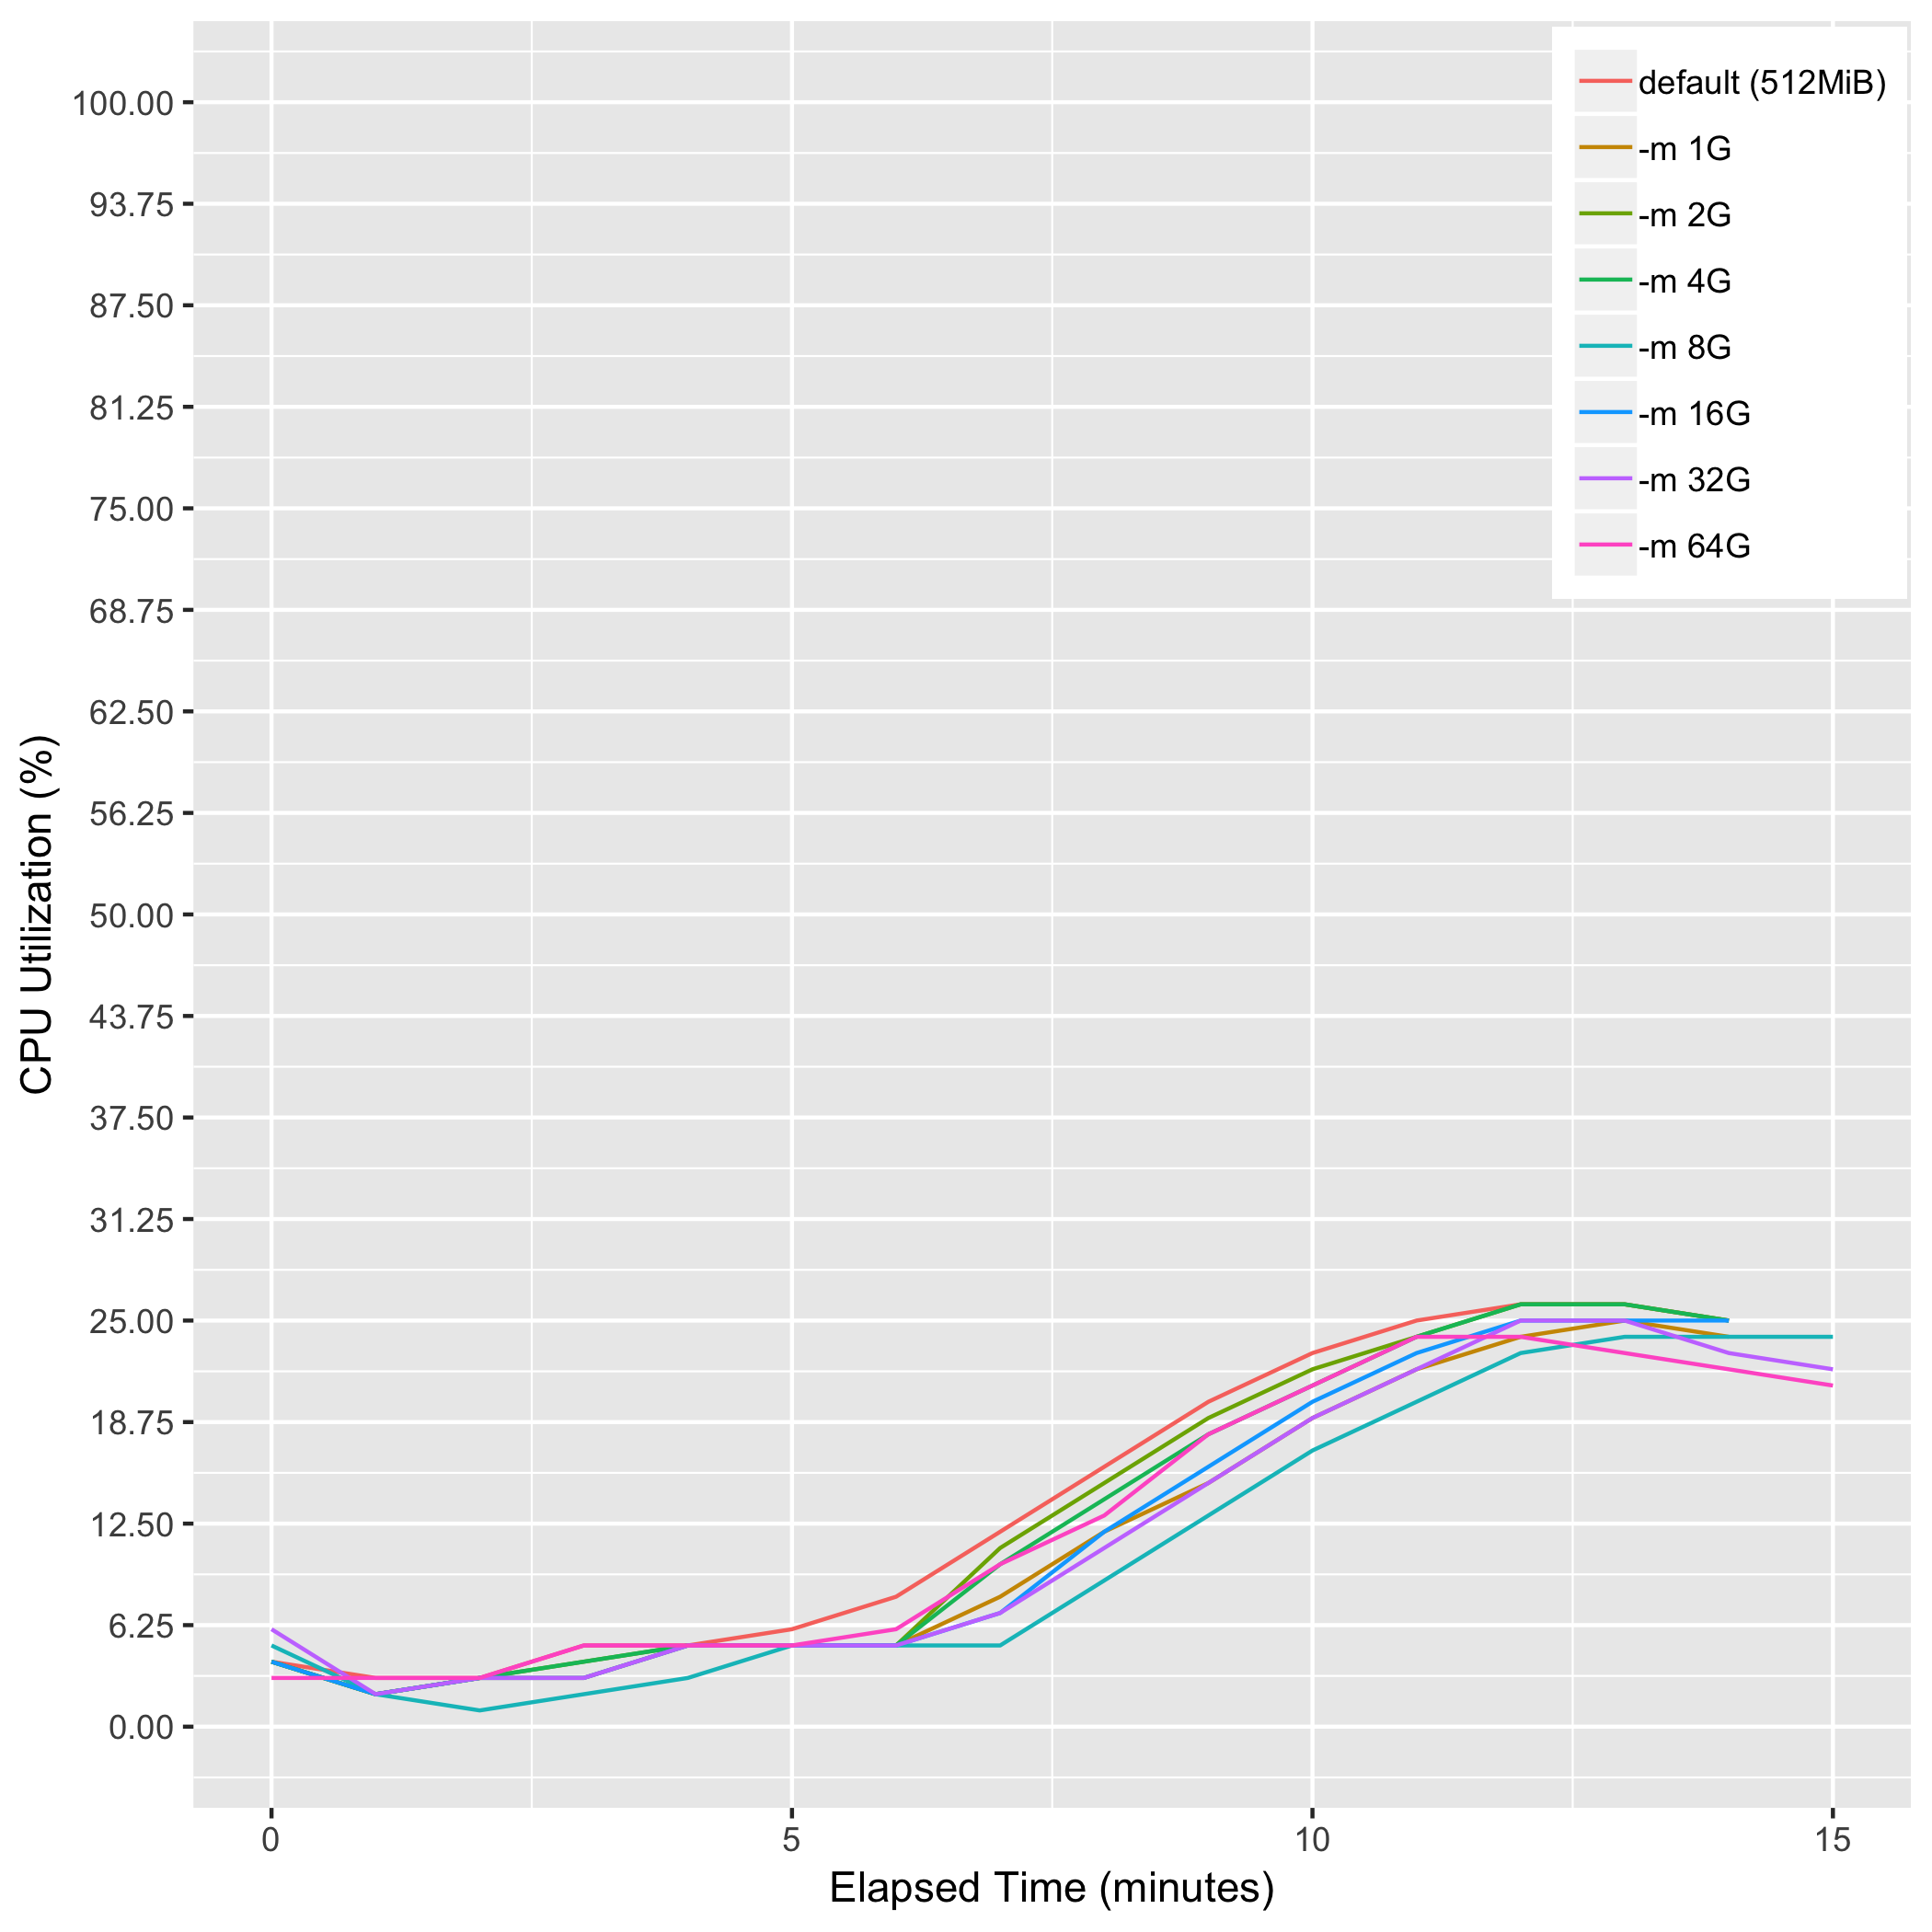 default (512MiB)
-m 1G
-m 2G
-m 4G
-m 8G
-m 16G
-m 32G
-m 64G
CPU Utilization (%)
100.00
93.75
87.50
81.25
75.00
68.75
62.50
56.25
50.00
43.75
37.50
31.25
25.00
18.75
12.50
6.25
0.00
0 5 10 15
Elapsed Time (minutes)